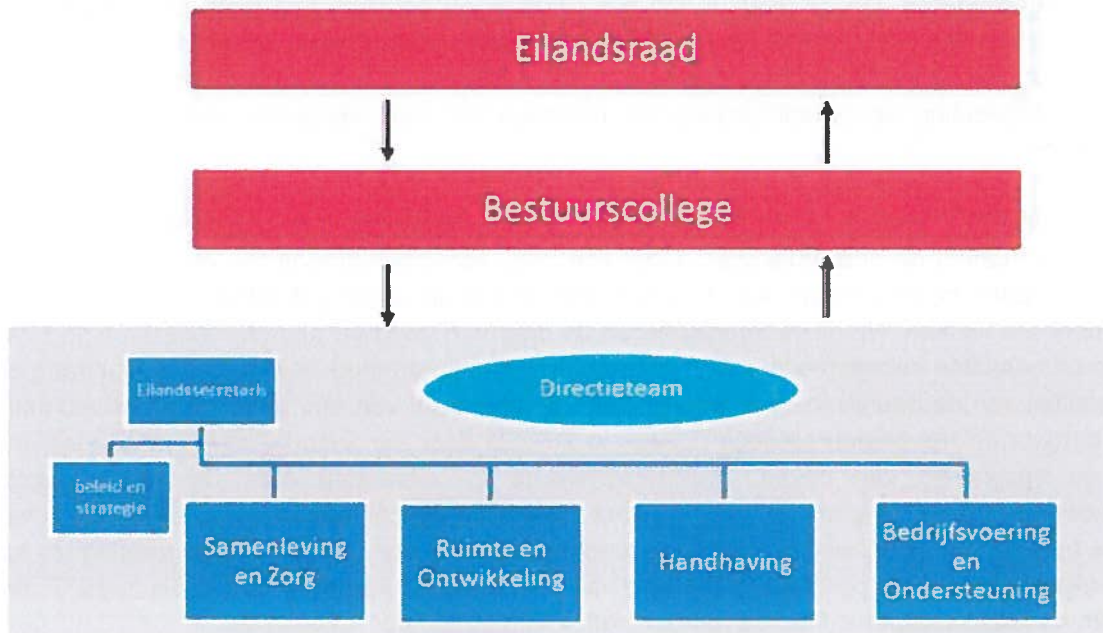 Eilandsraad
Bestuurscollege
Eilandssecretaris
Directieteam
beleid en
strategie
Samenleving
en Zorg
Ruimte en
Ontwikkeling
Handhaving
Bedrijfsvoering
en
Ondersteuning